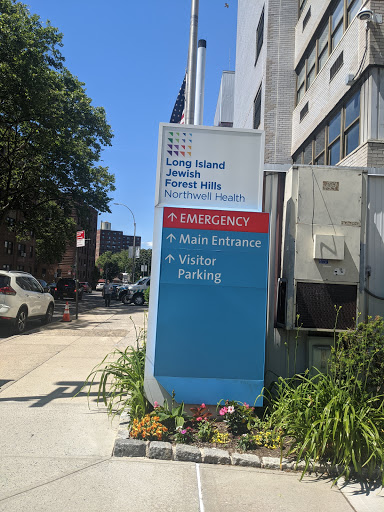 Long Island
Jewish
Forest Hills
Northwell Health
↑ EMERGENCY
↑ Main Entrance
↓ Visitor
Parking